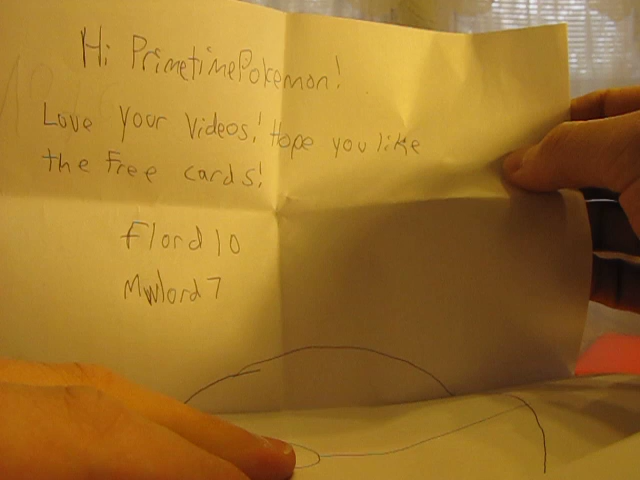 Hi PrimetimePokemon!
Love your videos! Hope you like
the free cards!
Flord10
Mwlord7